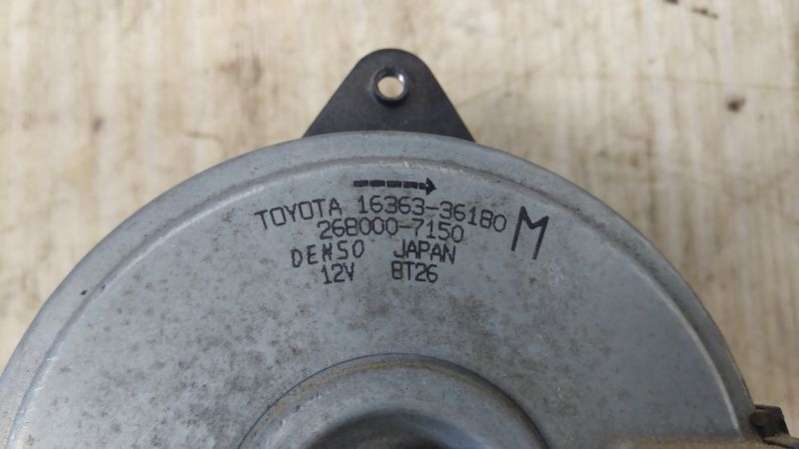 TOYOTA 16363-36180 M
268000-7150
DENSO JAPAN
12V BT26